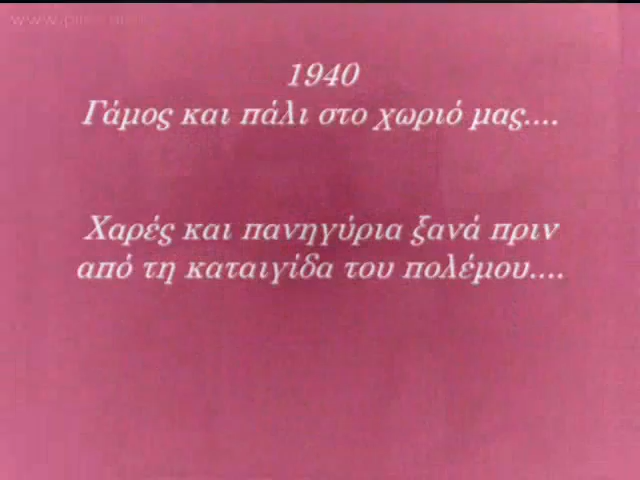 1940
Γάμος και πάλι στο χωριό μας....
Χαρές και πανηγύρια ξανά πριν
από τη καταιγίδα του πολέμου....